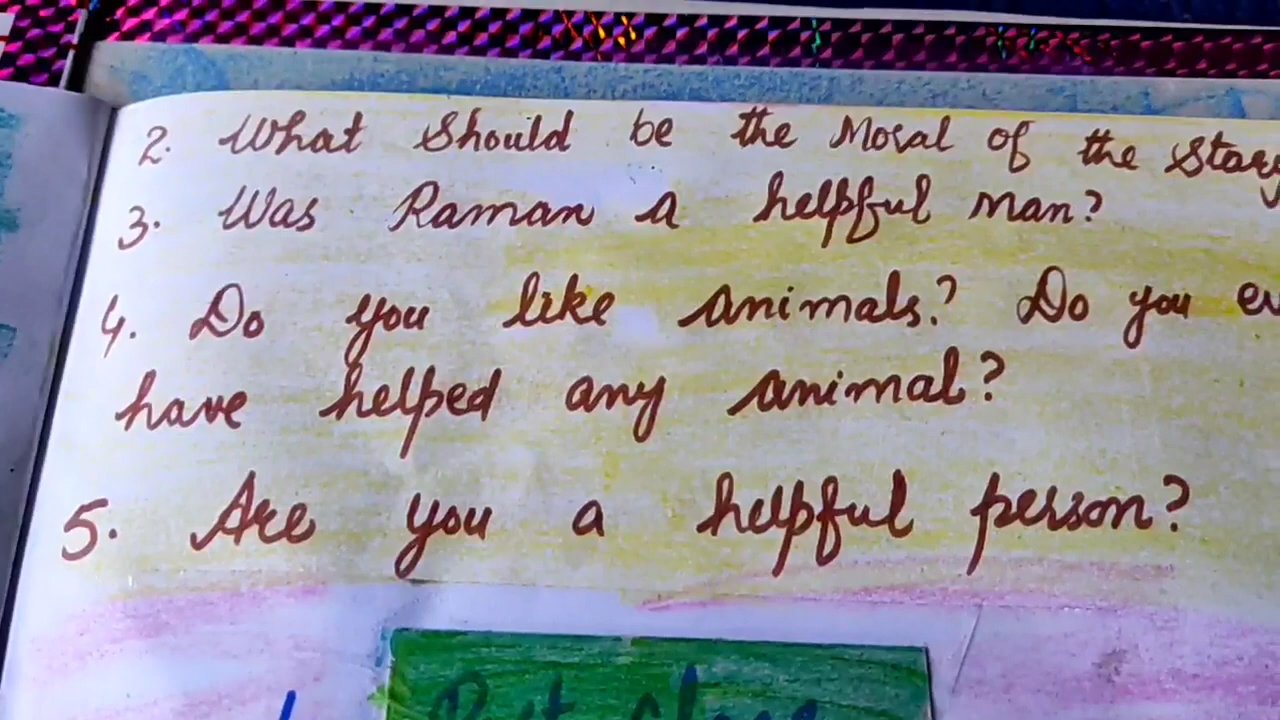 2. What Should be the Moral of the
3. Was Raman a helpful man?
4. Do you like animals? Do you
have helped any animal?
5. Are you a helpful person?